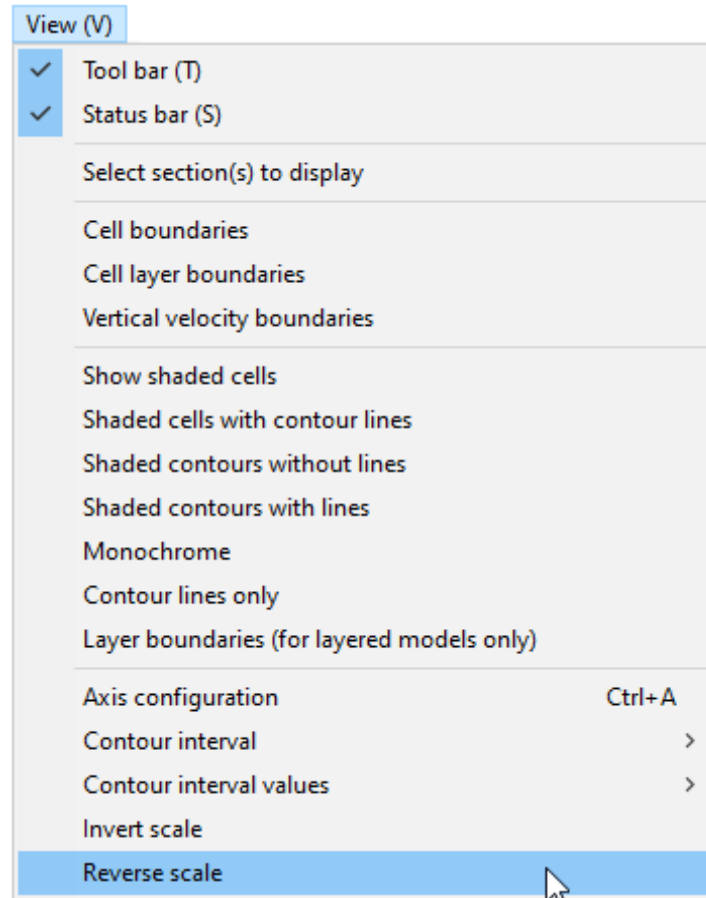 View (V)
Tool bar (T)
Status bar (S)
Select section(s) to display
Cell boundaries
Cell layer boundaries
Vertical velocity boundaries
Show shaded cells
Shaded cells with contour lines
Shaded contours without lines
Shaded contours with lines
Monochrome
Contour lines only
Layer boundaries (for layered models only)
Axis configuration Ctrl+A
Contour interval
Contour interval values
Invert scale
Reverse scale